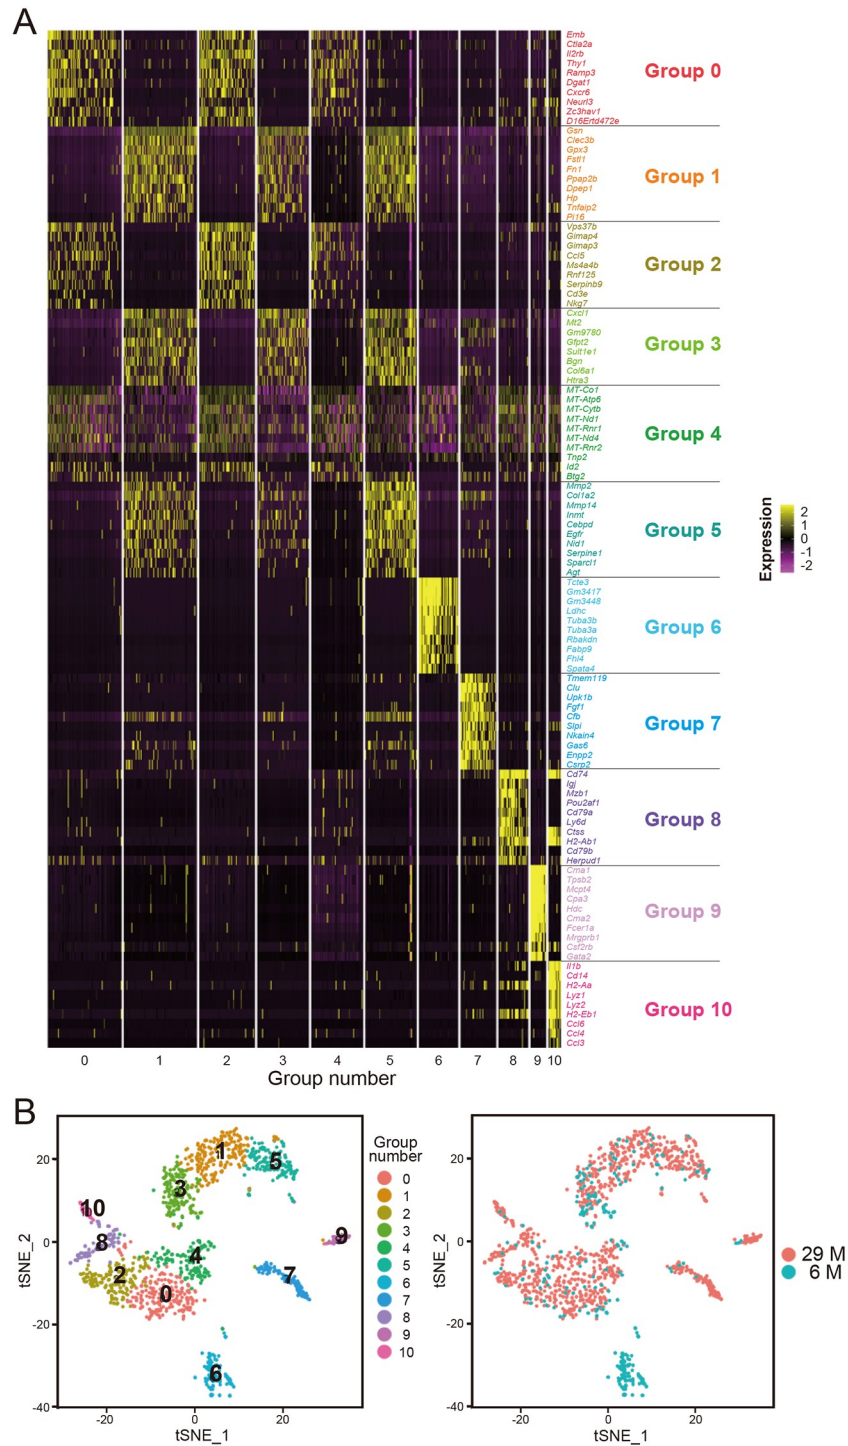 A
Emb
Ctla2a
Il2rb
Thy1
Ramp3
Dgat1
Cxcr6
Neurl3
Zc3hav1
D16Ertd472e
Group 0
Gsn
Clec3b
Gpx3
Fstl1
Fn1
Ppap2b
Dpep1
Hp
Tnfaip2
Pi16
Group 1
Vps37b
Gimap4
Gimap3
Ccl5
Ms4a4b
Rnf125
Serpinb9
Cd3e
Nkg7
Group 2
Cxcl1
Mt2
Gm9780
Gfpt2
Sult1e1
Bgn
Col6a1
Htra3
Group 3
MT-Co1
MT-Atp6
MT-Cytb
MT-Nd1
MT-Rnr1
MT-Nd4
MT-Rnr2
Tnp2
Id2
Btg2
Group 4
Mmp2
Col1a2
Mmp14
Inmt
Cebpd
Egfr
Nid1
Serpine1
Sparcl1
Agt
Group 5
Tcte3
Gm3417
Gm3448
Ldhc
Tuba3b
Tuba3a
Rbakdn
Fabp9
Fhl4
Spata4
Group 6
Tmem119
Clu
Upk1b
Fgf1
Cfb
Slpi
Nkain4
Gas6
Enpp2
Csrp2
Group 7
Cd74
Igj
Mzb1
Pou2af1
Cd79a
Ly6d
Ctss
H2-Ab1
Cd79b
Herpud1
Group 8
Cma1
Tpsb2
Mcpt4
Cpa3
Hdc
Cma2
Fcer1a
Mrgprb1
Csf2rb
Gata2
Group 9
Il1b
Cd14
H2-Aa
Lyz1
Lyz2
H2-Eb1
Ccl6
Ccl4
Ccl3
Group 10
Expression
2
1
0
-1
-2
0 1 2 3 4 5 6 7 8 9 10
Group number
B
20
0
-20
-40
tSNE_2
-20 0 20
tSNE_1
1
5
3
10
8
9
4
2
7
0
6
Group
number
0
1
2
3
4
5
6
7
8
9
10
20
0
-20
-40
tSNE_2
-20 0 20
tSNE_1
29 M
6 M